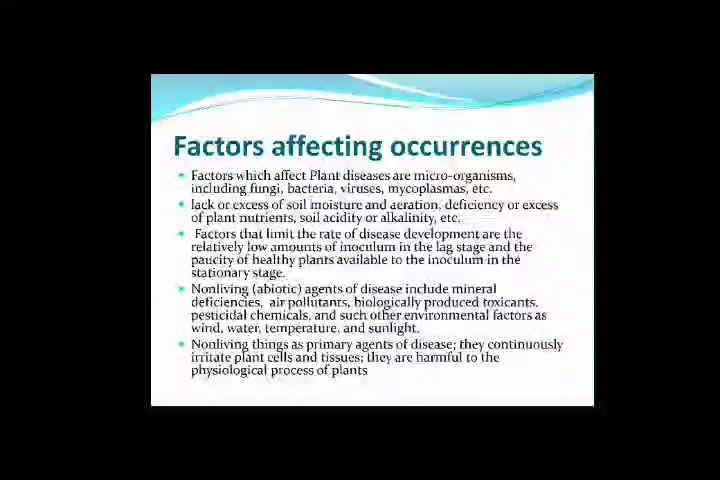 Factors affecting occurrences
Factors which affect Plant diseases are micro-organisms,
including fungi, bacteria, viruses, mycoplasmas, etc.
lack or excess of soil moisture and aeration, deficiency or excess
of plant nutrients, soil acidity or alkalinity, etc.
Factors that limit the rate of disease development are the
relatively low amounts of inoculum in the lag stage and the
paucity of healthy plants available to the inoculum in the
stationary stage.
Nonliving (abiotic) agents of disease include mineral
deficiencies, air pollutants, biologically produced toxicants,
pesticidal chemicals, and such other environmental factors as
wind, water, temperature, and sunlight.
Nonliving things as primary agents of disease; they continuously
irritate plant cells and tissues; they are harmful to the
physiological process of plants